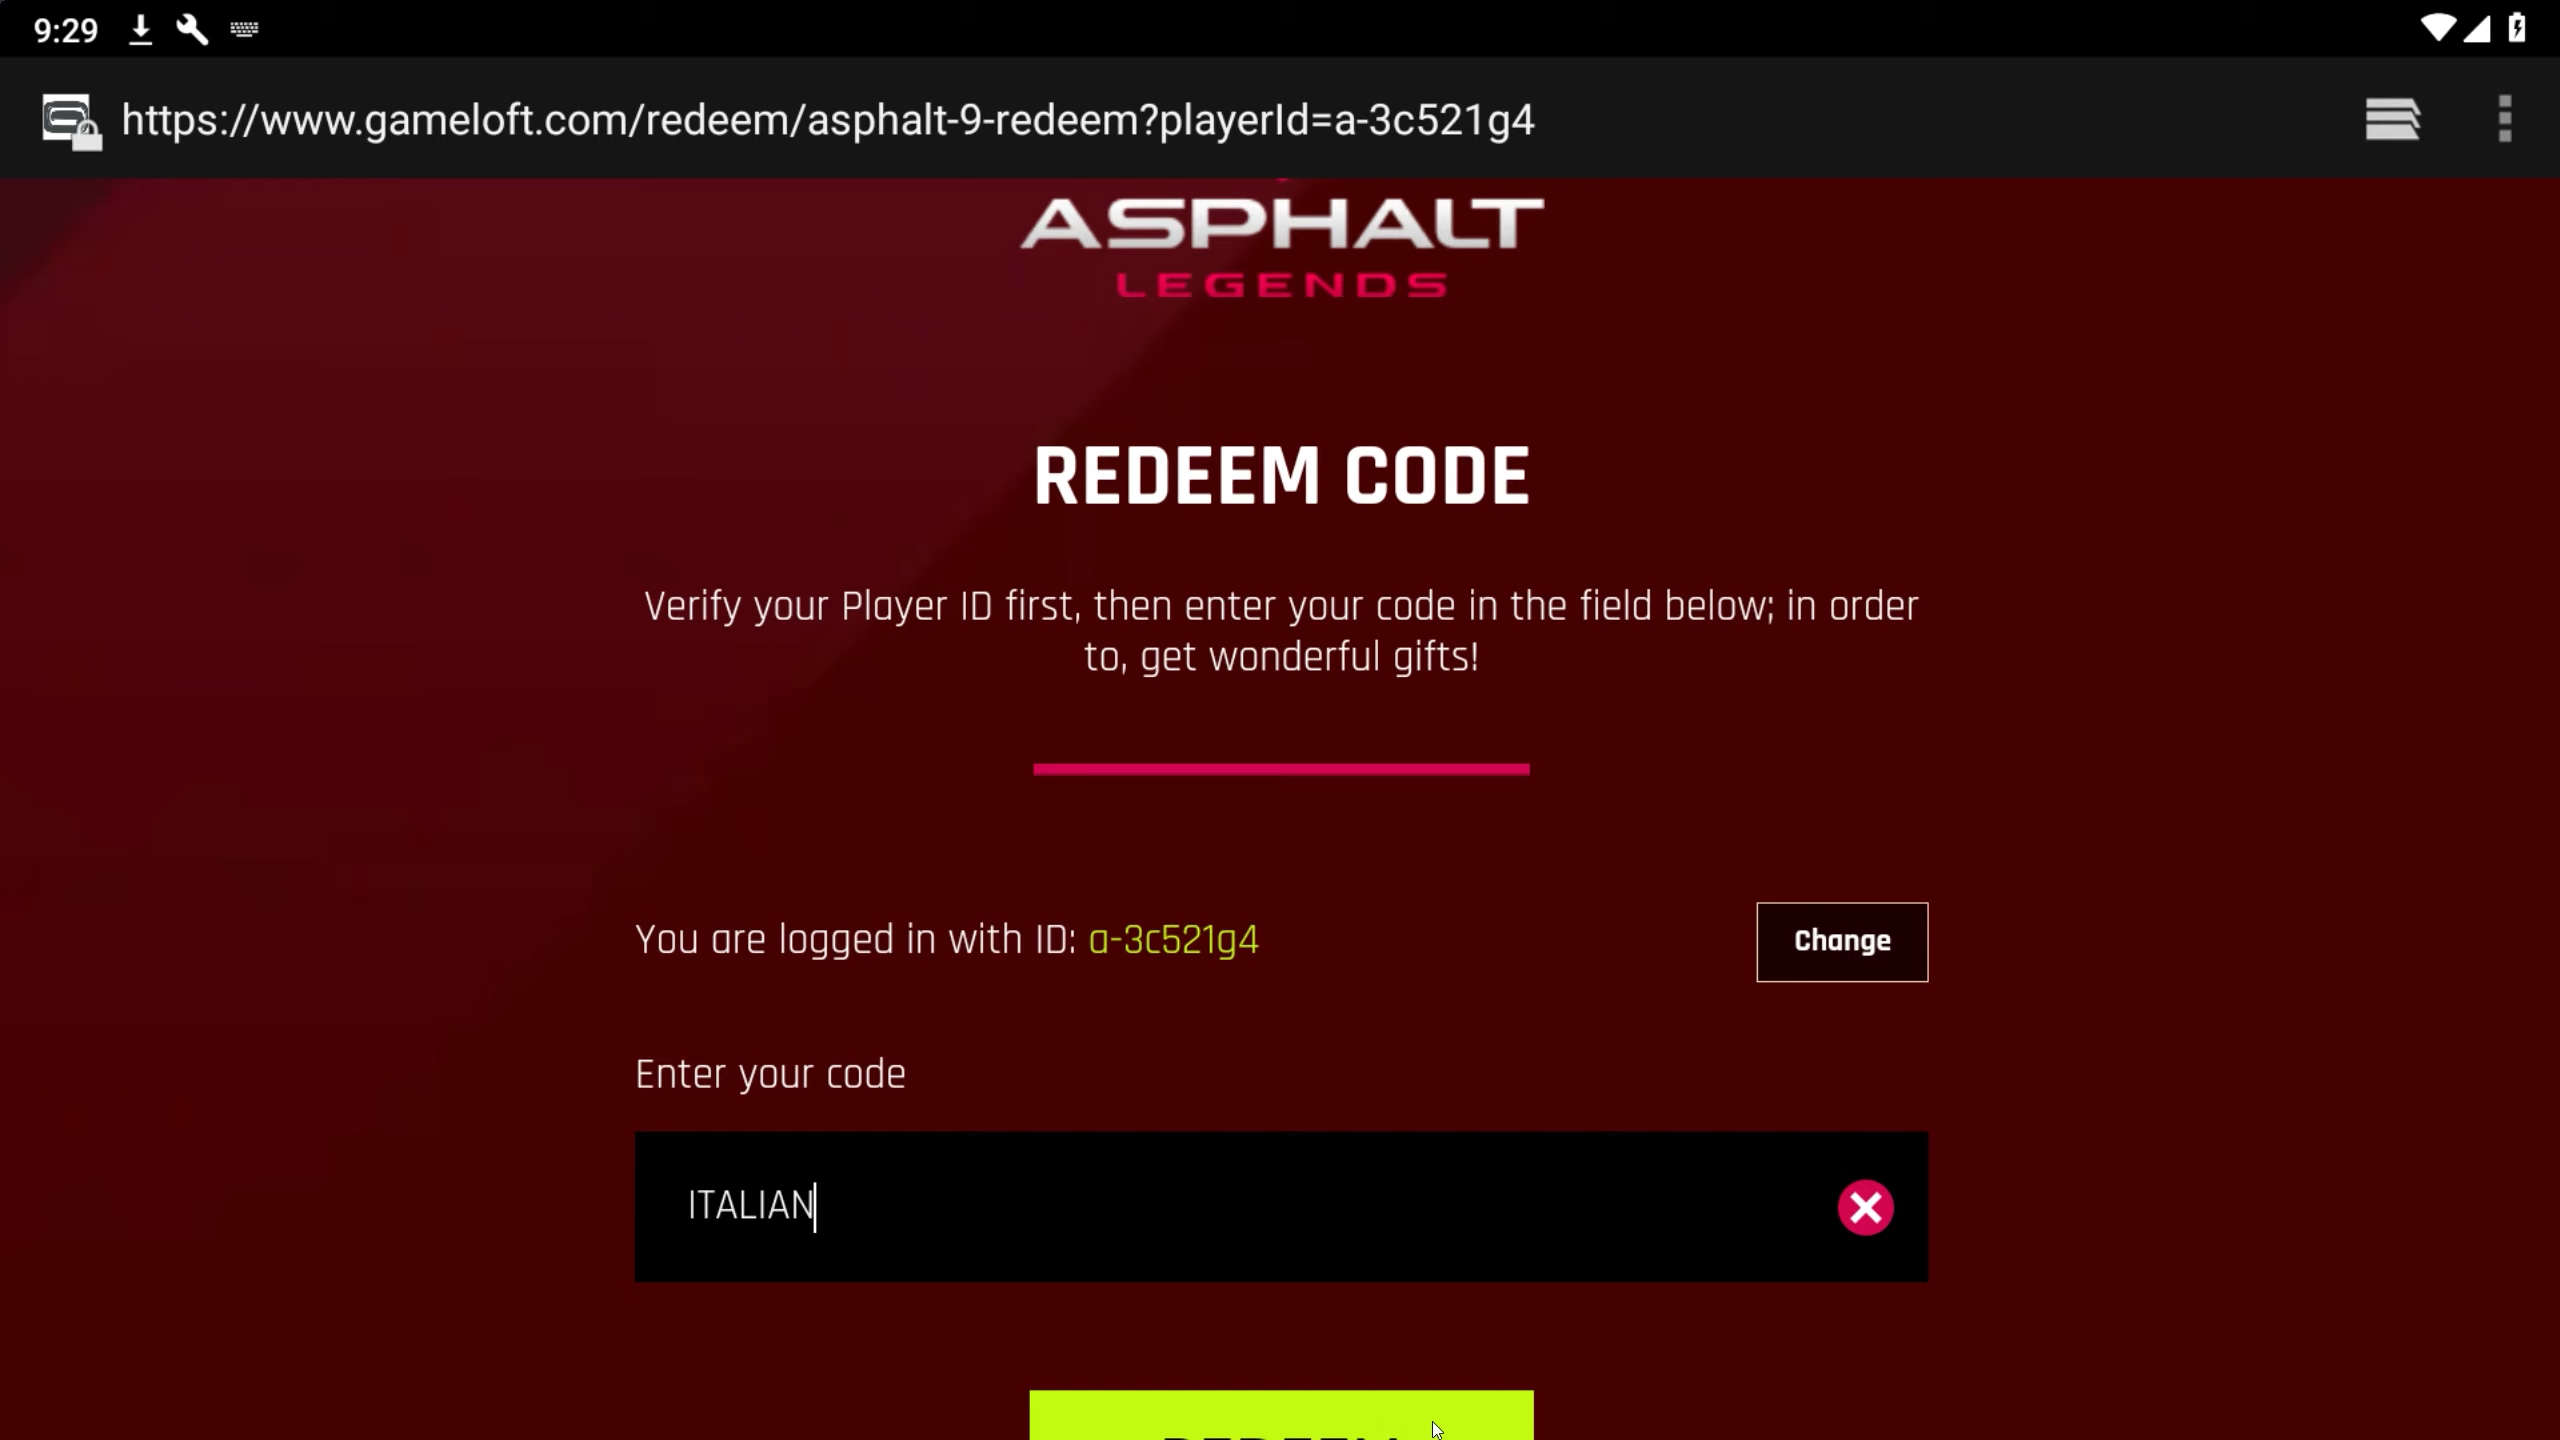 9:29
https://www.gameloft.com/redeem/asphalt-9-redeem?playerId=a-3c521g4
ASPHALT
LEGENDS
REDEEM CODE
Verify your Player ID first, then enter your code in the field below; in order
to, get wonderful gifts!
You are logged in with ID: a-3c521g4
Change
Enter your code
ITALIAN